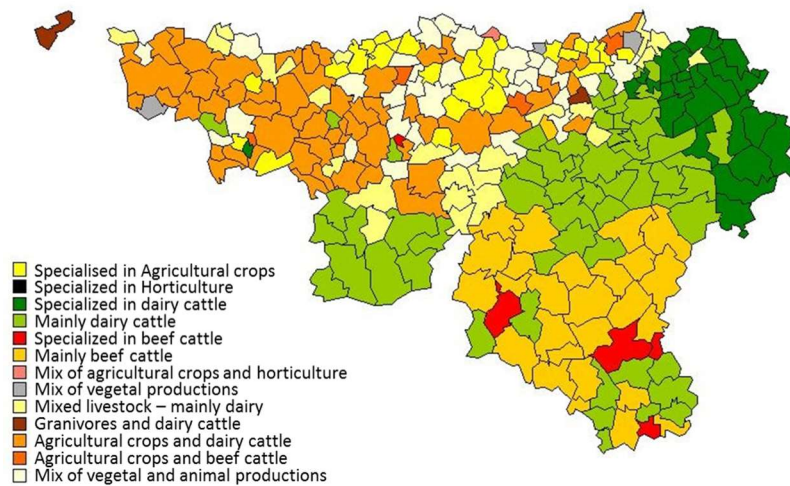 Specialised in Agricultural crops
Specialized in Horticulture
Specialized in dairy cattle
Mainly dairy cattle
Specialized in beef cattle
Mainly beef cattle
Mix of agricultural crops and horticulture
Mix of vegetal productions
Mixed livestock – mainly dairy
Granivores and dairy cattle
Agricultural crops and dairy cattle
Agricultural crops and beef cattle
Mix of vegetal and animal productions